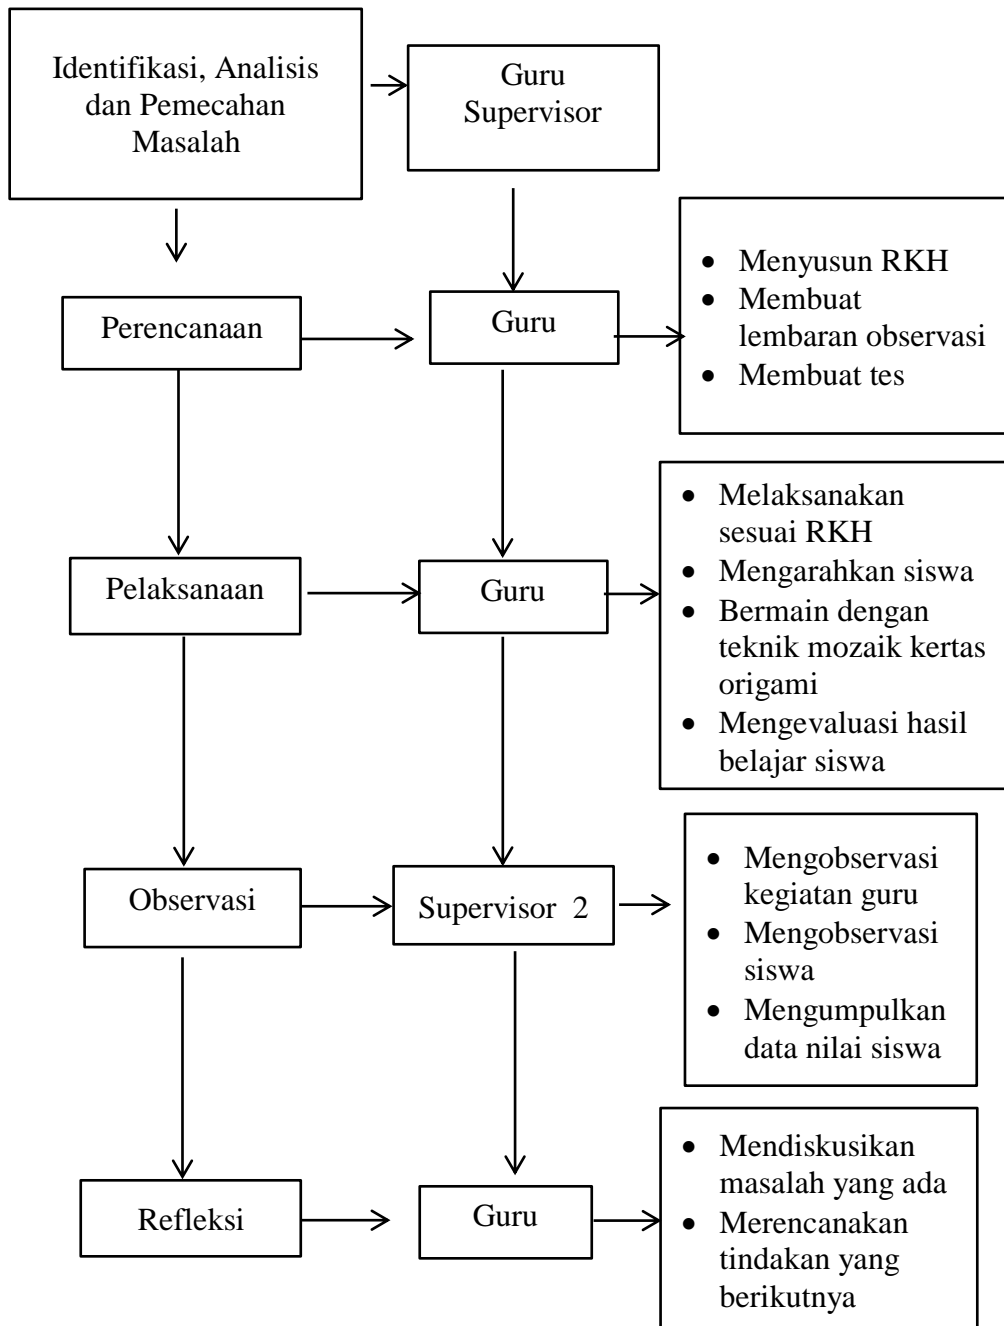 Identifikasi, Analisis
dan Pemecahan
Masalah
Guru
Supervisor
Perencanaan
Guru
• Menyusun RKH
• Membuat
lembaran observasi
• Membuat tes
Pelaksanaan
Guru
• Melaksanakan
sesuai RKH
• Mengarahkan siswa
• Bermain dengan
teknik mozaik kertas
origami
• Mengevaluasi hasil
belajar siswa
Observasi
Supervisor 2
• Mengobservasi
kegiatan guru
• Mengobservasi
siswa
• Mengumpulkan
data nilai siswa
Refleksi
Guru
• Mendiskusikan
masalah yang ada
• Merencanakan
tindakan yang
berikutnya